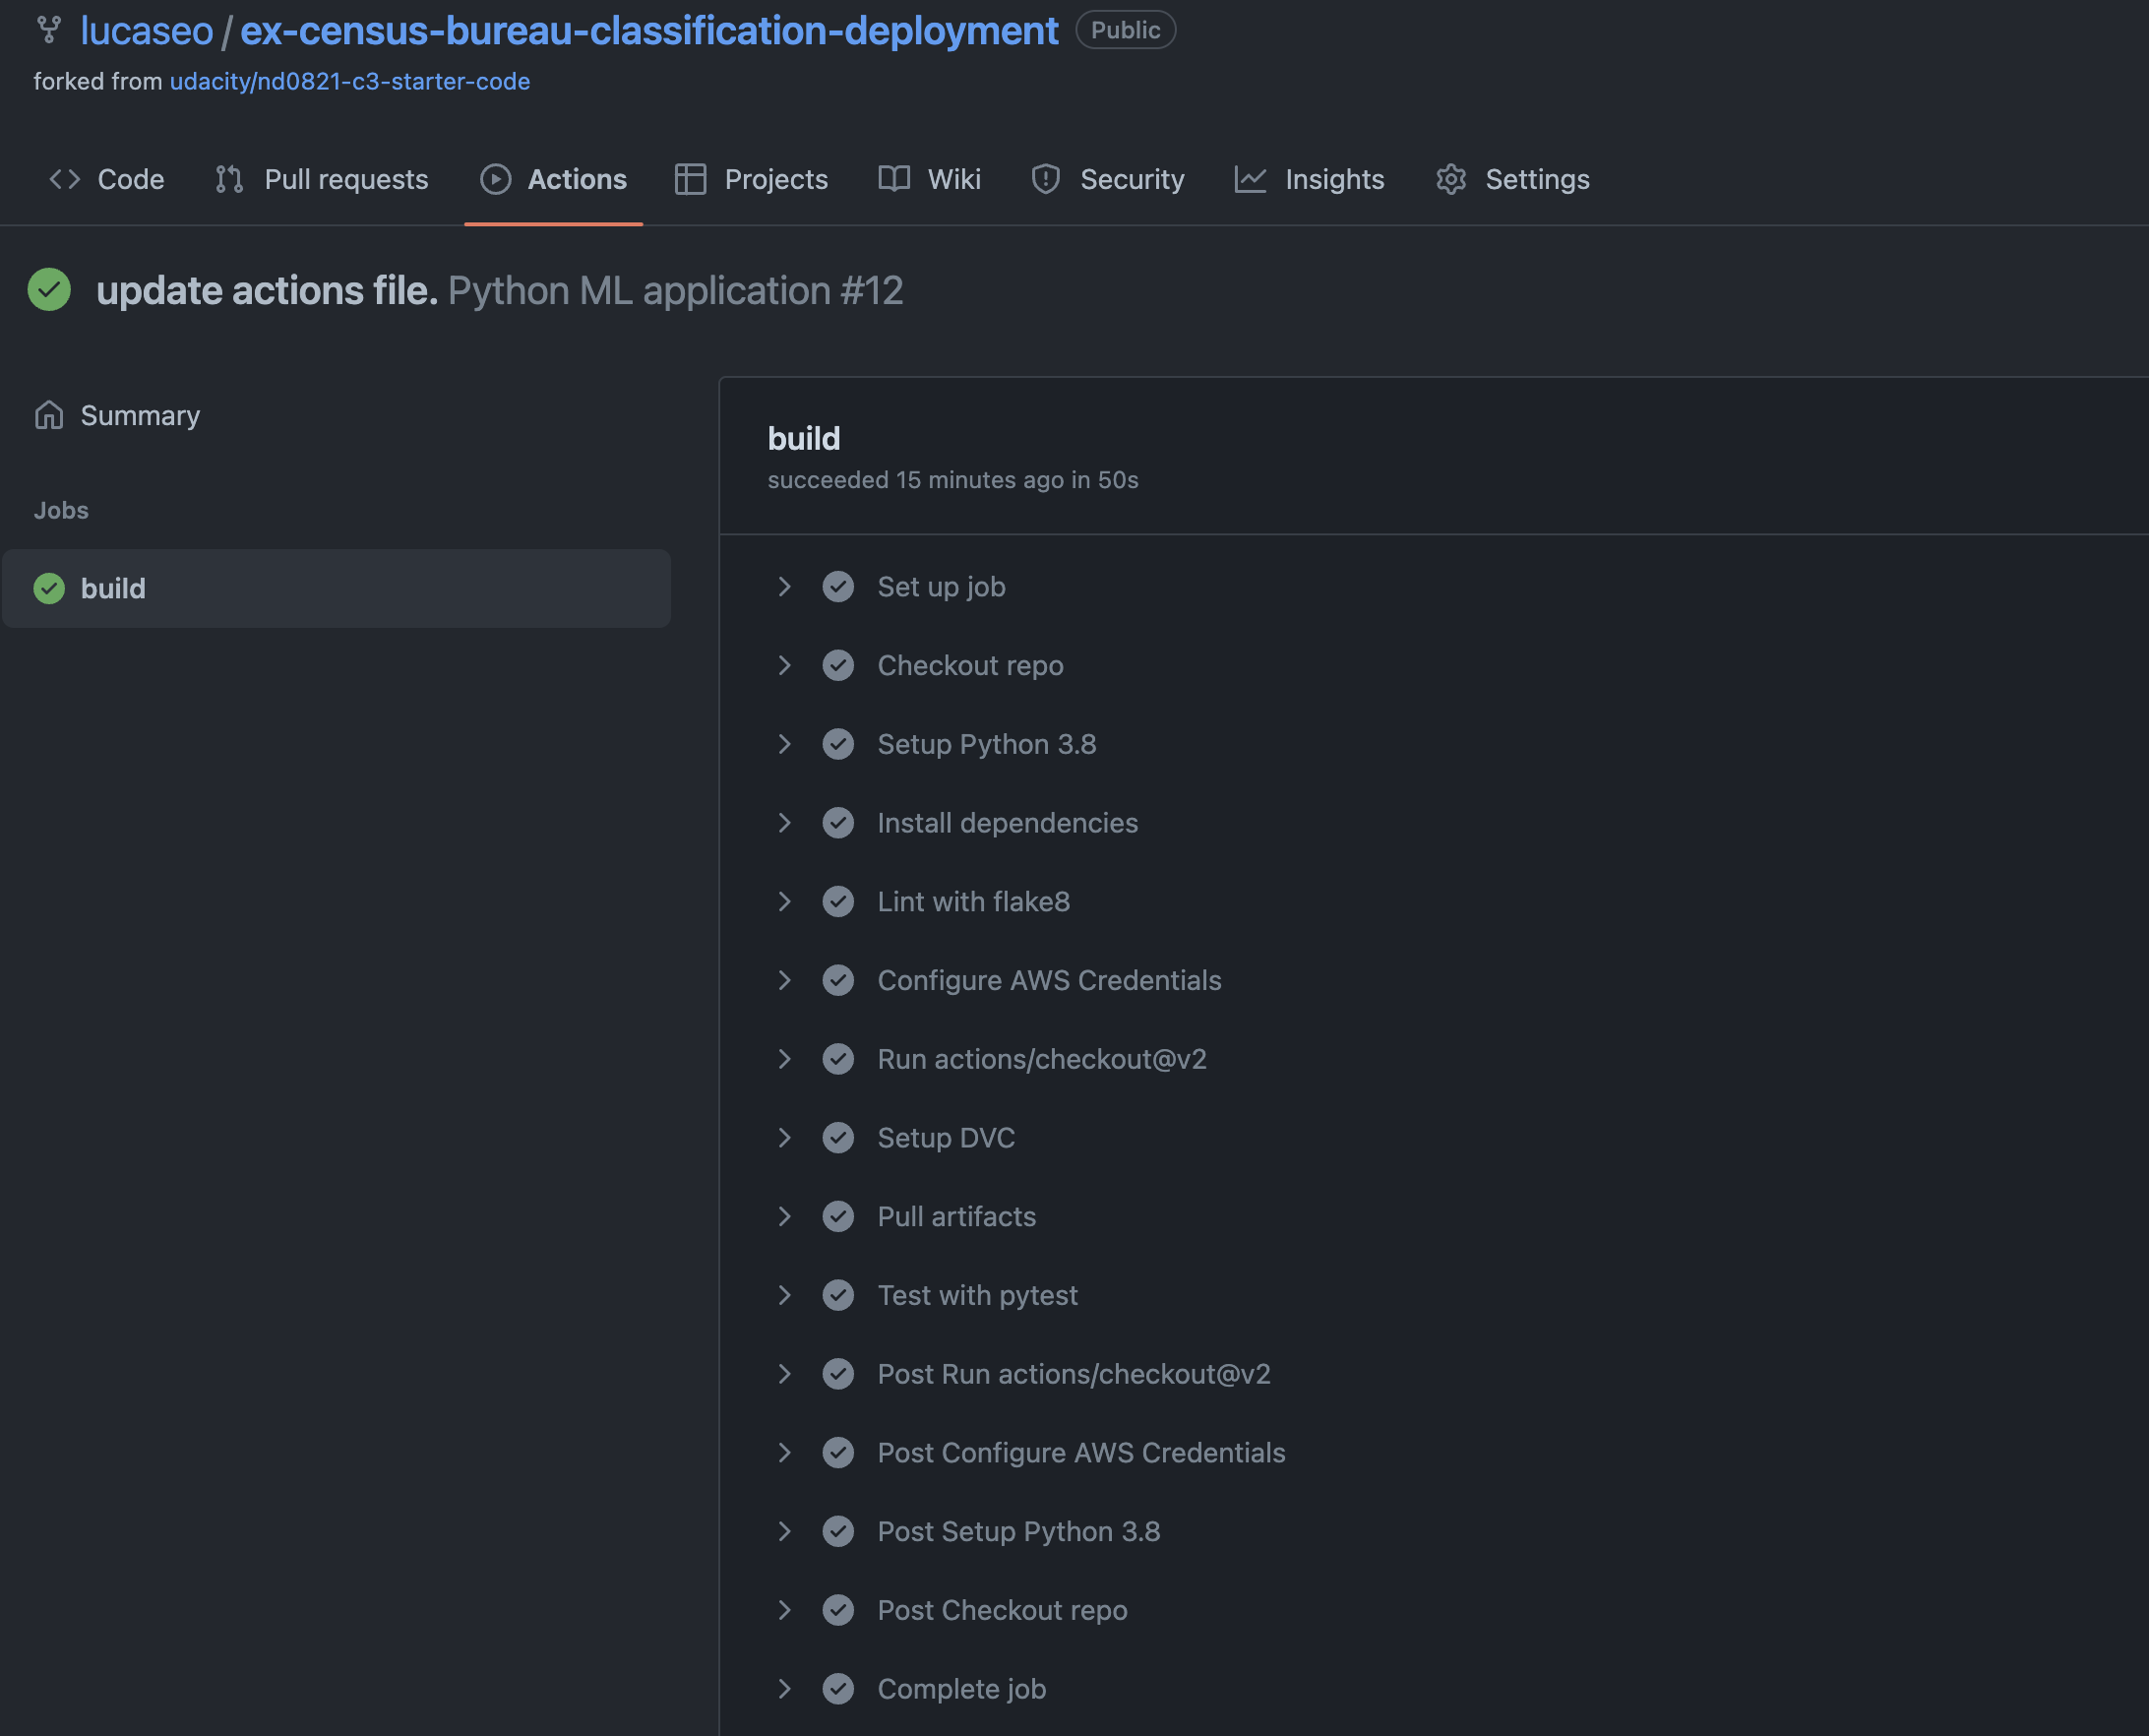 lucaseo / ex-census-bureau-classification-deployment Public
forked from udacity/nd0821-c3-starter-code
Code Pull requests Actions Projects Wiki Security Insights Settings
update actions file. Python ML application #12
Summary
Jobs
build
build
succeeded 15 minutes ago in 50s
Set up job
Checkout repo
Setup Python 3.8
Install dependencies
Lint with flake8
Configure AWS Credentials
Run actions/checkout@v2
Setup DVC
Pull artifacts
Test with pytest
Post Run actions/checkout@v2
Post Configure AWS Credentials
Post Setup Python 3.8
Post Checkout repo
Complete job